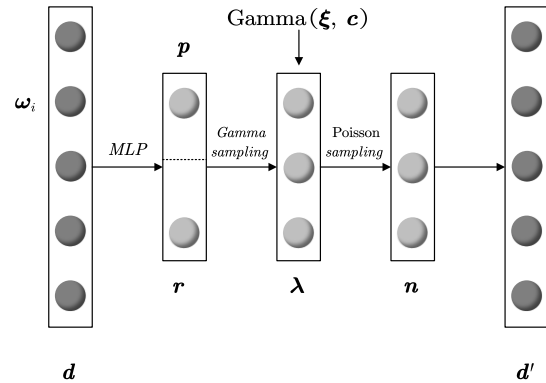 Gamma(ξ, c)
p
ω_i
MLP
Gamma
sampling
Poisson
sampling
r
λ
n
d
d′